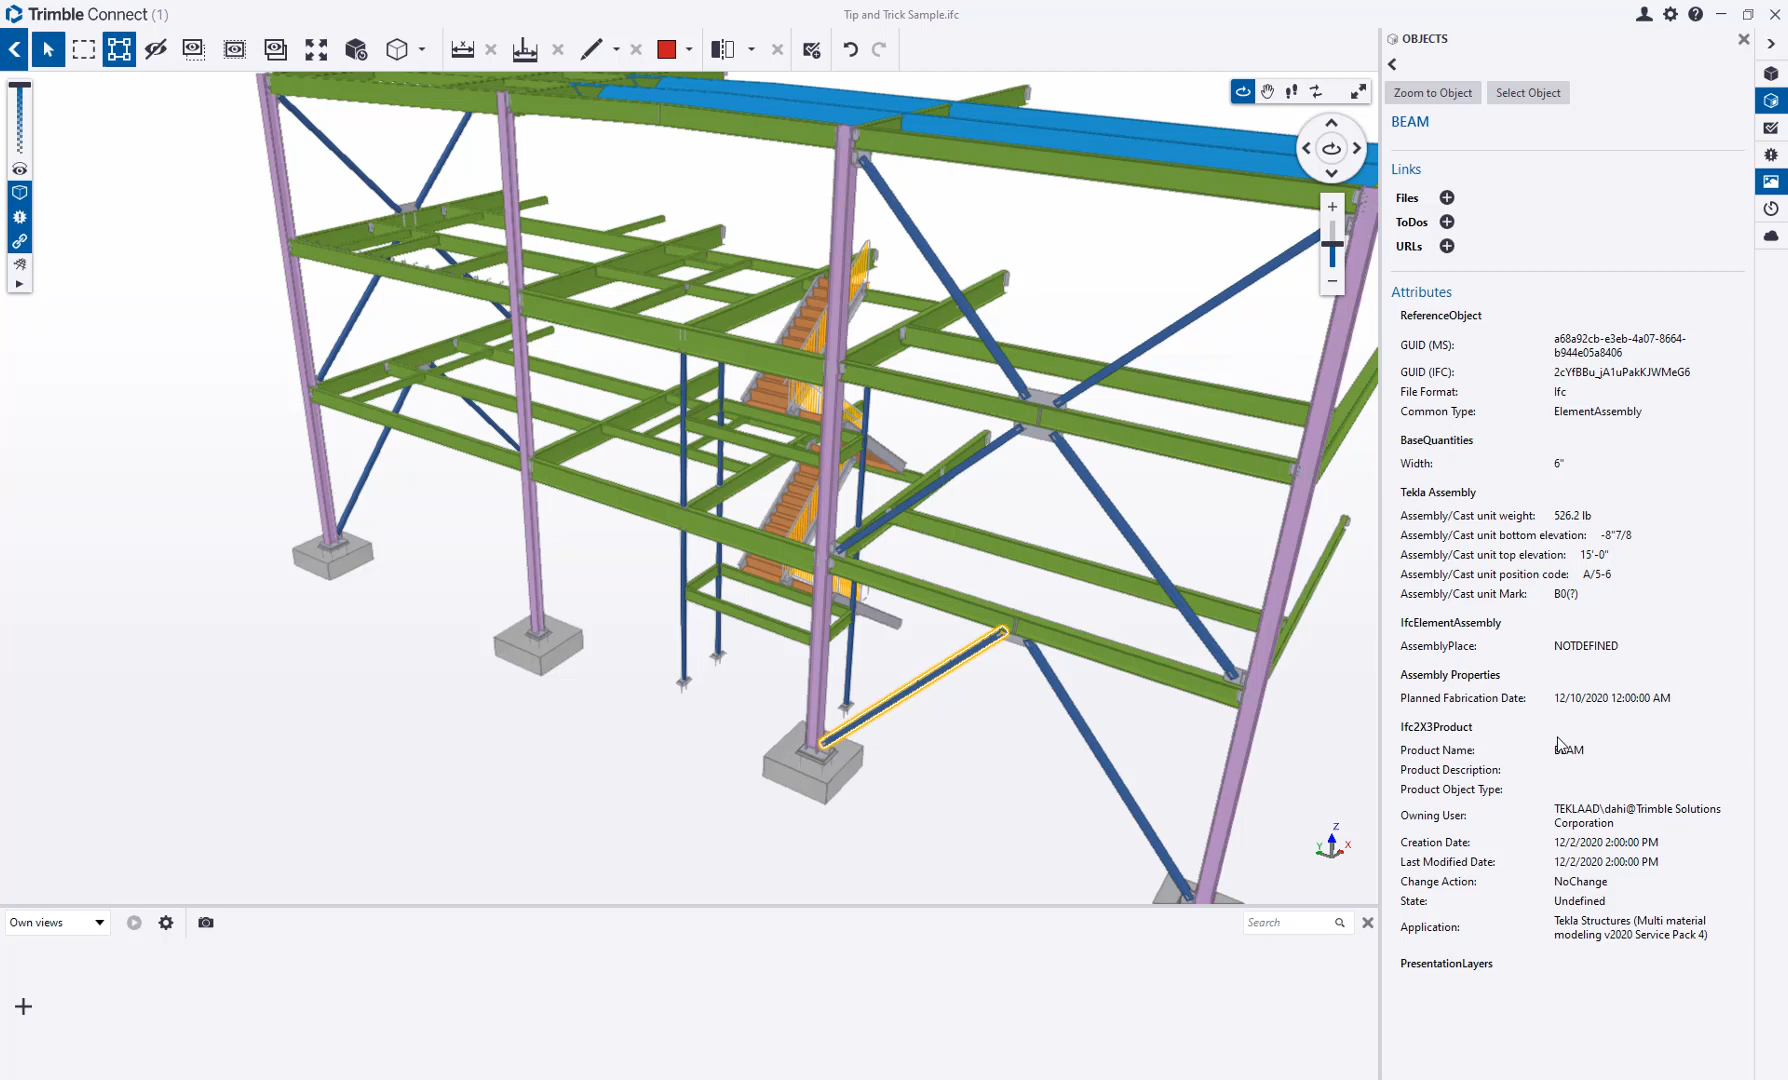 Trimble Connect (1)
Tip and Trick Sample.ifc
OBJECTS
Zoom to Object
Select Object
BEAM
Links
Files
ToDos
URLs
Attributes
ReferenceObject
GUID (MS): a68a92cb-e3eb-4a07-8664-
b944e05a8406
GUID (IFC): 2cYfBBu_jA1uPakKJWMeG6
File Format: Ifc
Common Type: ElementAssembly
BaseQuantities
Width: 6"
Tekla Assembly
Assembly/Cast unit weight: 526.2 lb
Assembly/Cast unit bottom elevation: -8"7/8
Assembly/Cast unit top elevation: 15'-0"
Assembly/Cast unit position code: A/5-6
Assembly/Cast unit Mark: B0(?)
IfcElementAssembly
AssemblyPlace: NOTDEFINED
Assembly Properties
Planned Fabrication Date: 12/10/2020 12:00:00 AM
Ifc2X3Product
Product Name: BEAM
Product Description:
Product Object Type:
Owning User: TEKLAAD\dahi@Trimble Solutions
Corporation
Creation Date: 12/2/2020 2:00:00 PM
Last Modified Date: 12/2/2020 2:00:00 PM
Change Action: NoChange
State: Undefined
Application: Tekla Structures (Multi material
modeling v2020 Service Pack 4)
PresentationLayers
Z
Y
X
Own views
Search